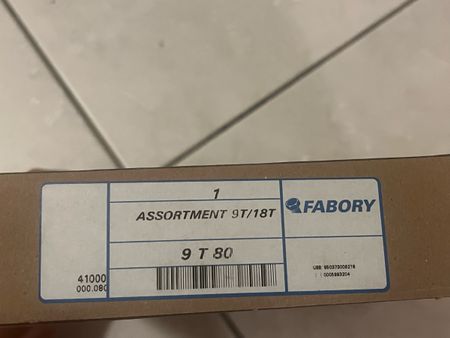 1
ASSORTMENT 9T/18T
9 T 80
41000
000.080
FABORY